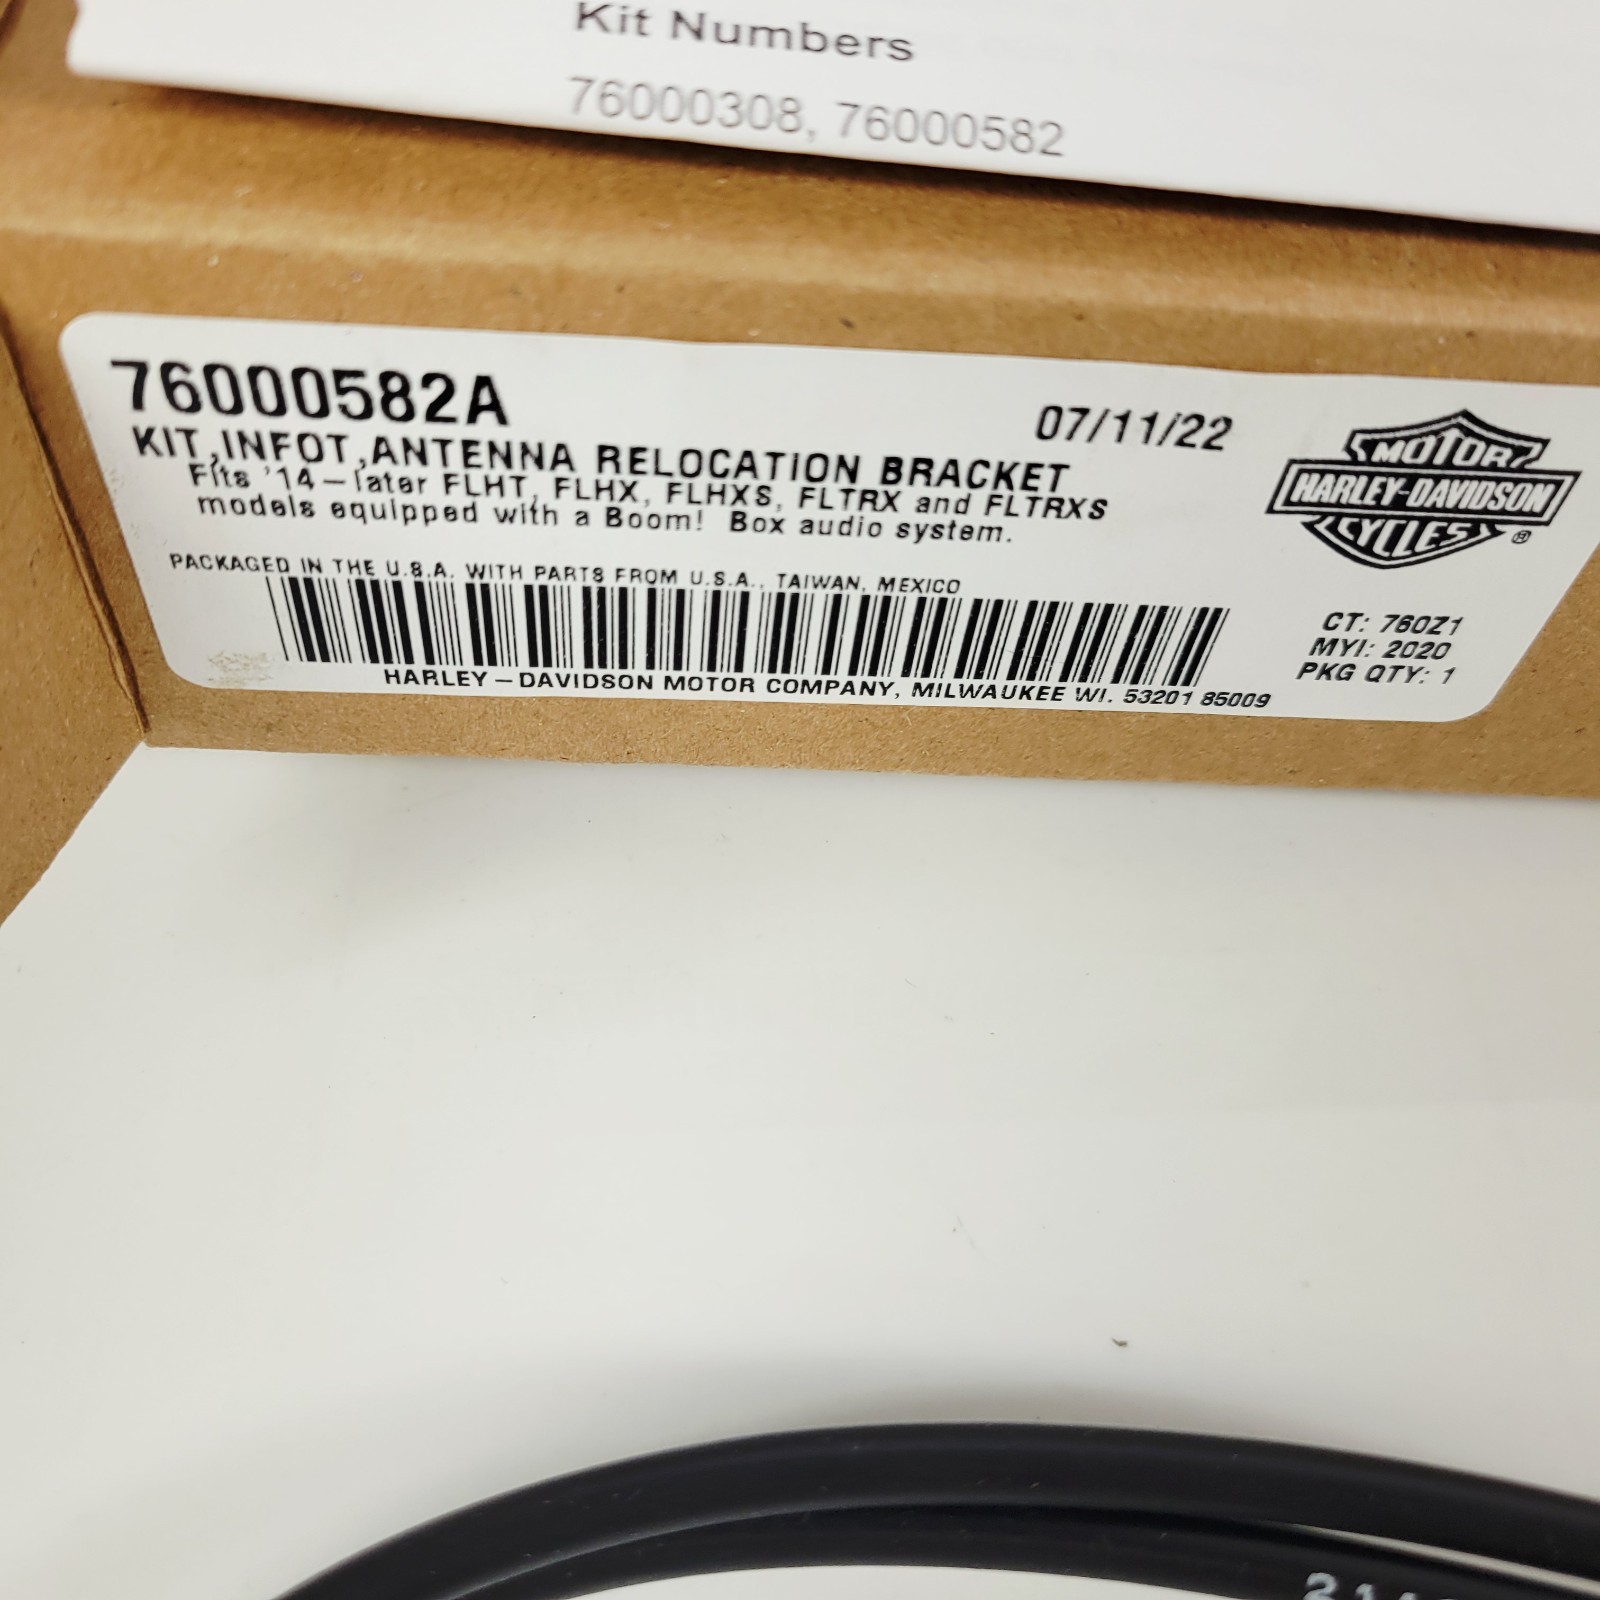 Kit Numbers
76000308, 76000582
76000582A
07/11/22
KIT,INFOT,ANTENNA RELOCATION BRACKET
Fits '14-later FLHT, FLHX, FLHXS, FLTRX and FLTRXS
models equipped with a Boom! Box audio system.
PACKAGED IN THE U.S.A. WITH PARTS FROM U.S.A., TAIWAN, MEXICO
HARLEY-DAVIDSON MOTOR COMPANY, MILWAUKEE WI. 53201 85009
MOTOR
HARLEY-DAVIDSON
CYCLES
®
CT: 760Z1
MYI: 2020
PKG QTY: 1